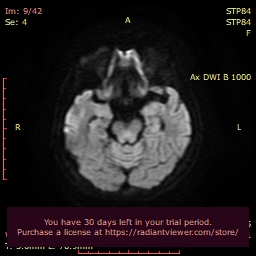 Im: 9/42
Se: 4
STP84
STP84
F
A
Ax DWI B 1000
R
L
You have 30 days left in your trial period.
Purchase a license at https://radiantviewer.com/store/